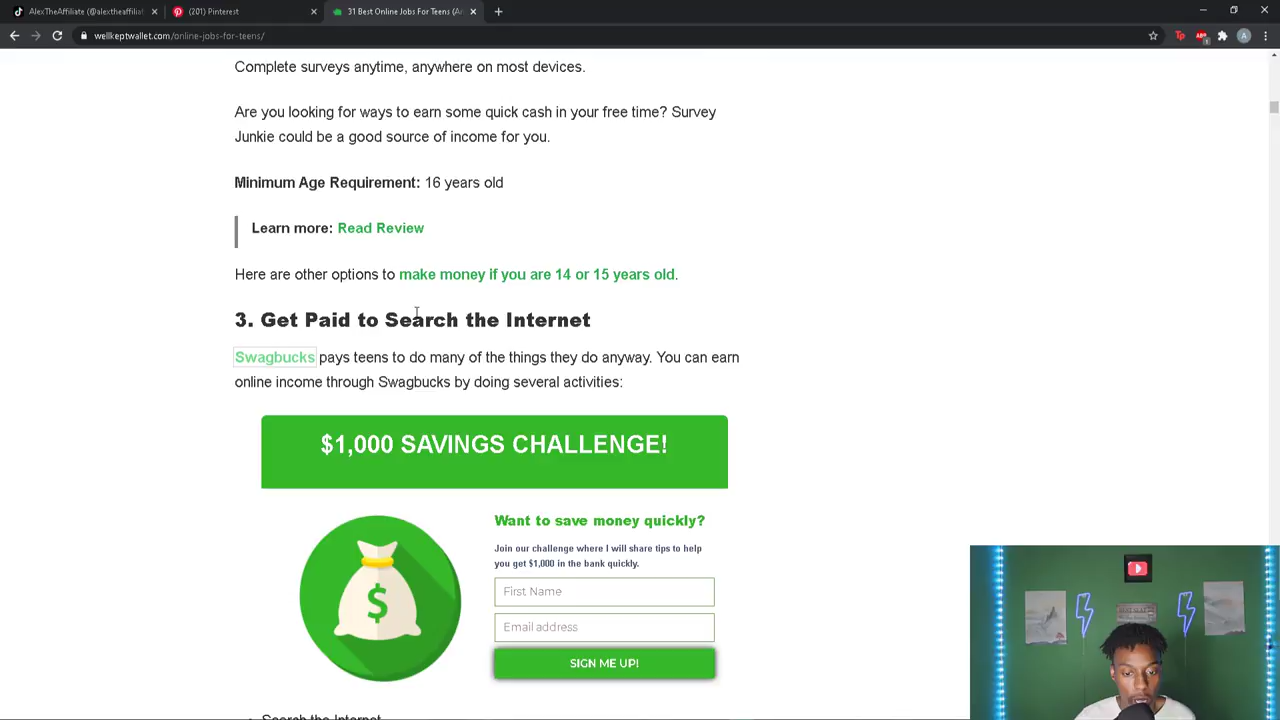 AlexTheAffiliate (@alextheaffilia
(201) Pinterest
31 Best Online Jobs For Teens (Ar
wellkeptwallet.com/online-jobs-for-teens/
Complete surveys anytime, anywhere on most devices.
Are you looking for ways to earn some quick cash in your free time? Survey
Junkie could be a good source of income for you.
Minimum Age Requirement: 16 years old
Learn more: Read Review
Here are other options to make money if you are 14 or 15 years old.
3. Get Paid to Search the Internet
Swagbucks pays teens to do many of the things they do anyway. You can earn
online income through Swagbucks by doing several activities:
$1,000 SAVINGS CHALLENGE!
Want to save money quickly?
Join our challenge where I will share tips to help
you get $1,000 in the bank quickly.
$
First Name
Email address
SIGN ME UP!
Search the Internet